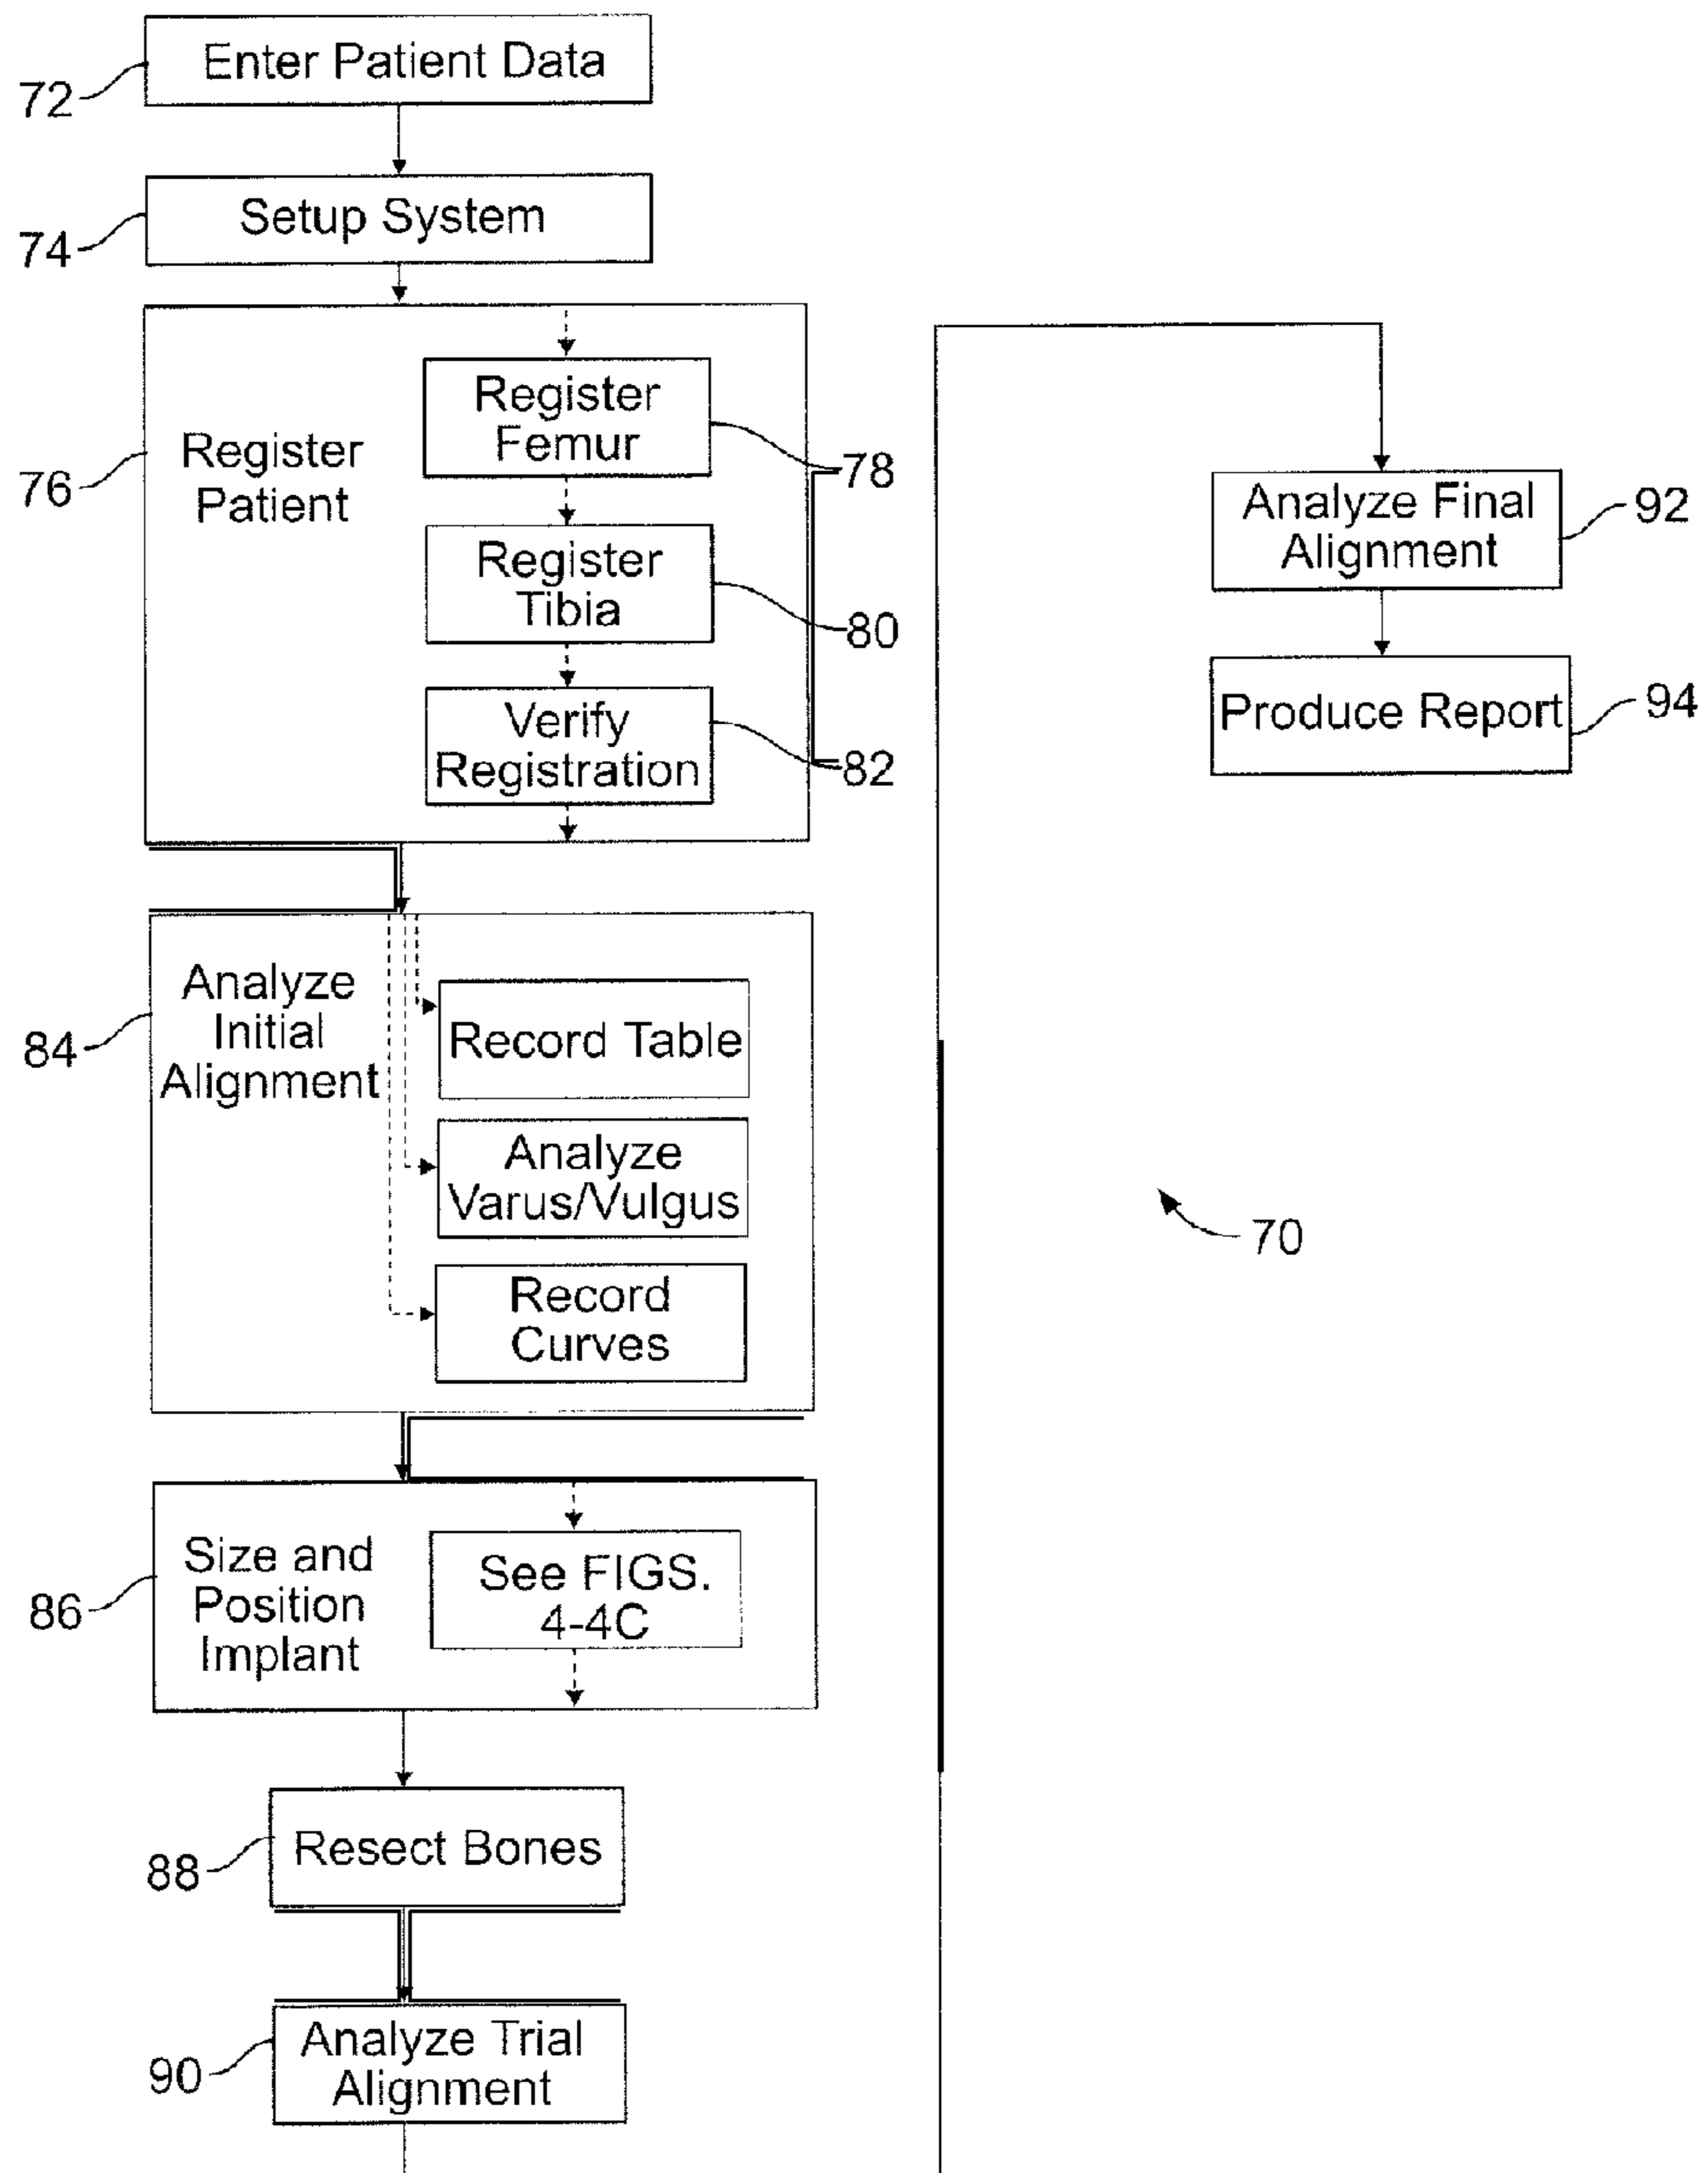 Enter Patient Data
72
Setup System
74
Register
Patient
76
Register
Femur
78
Register
Tibia
80
Verify
Registration
82
Analyze
Initial
Alignment
84
Record Table
Analyze
Varus/Vulgus
Record
Curves
Size and
Position
Implant
86
See FIGS.
4-4C
Resect Bones
88
Analyze Trial
Alignment
90
Analyze Final
Alignment
92
Produce Report
94
70